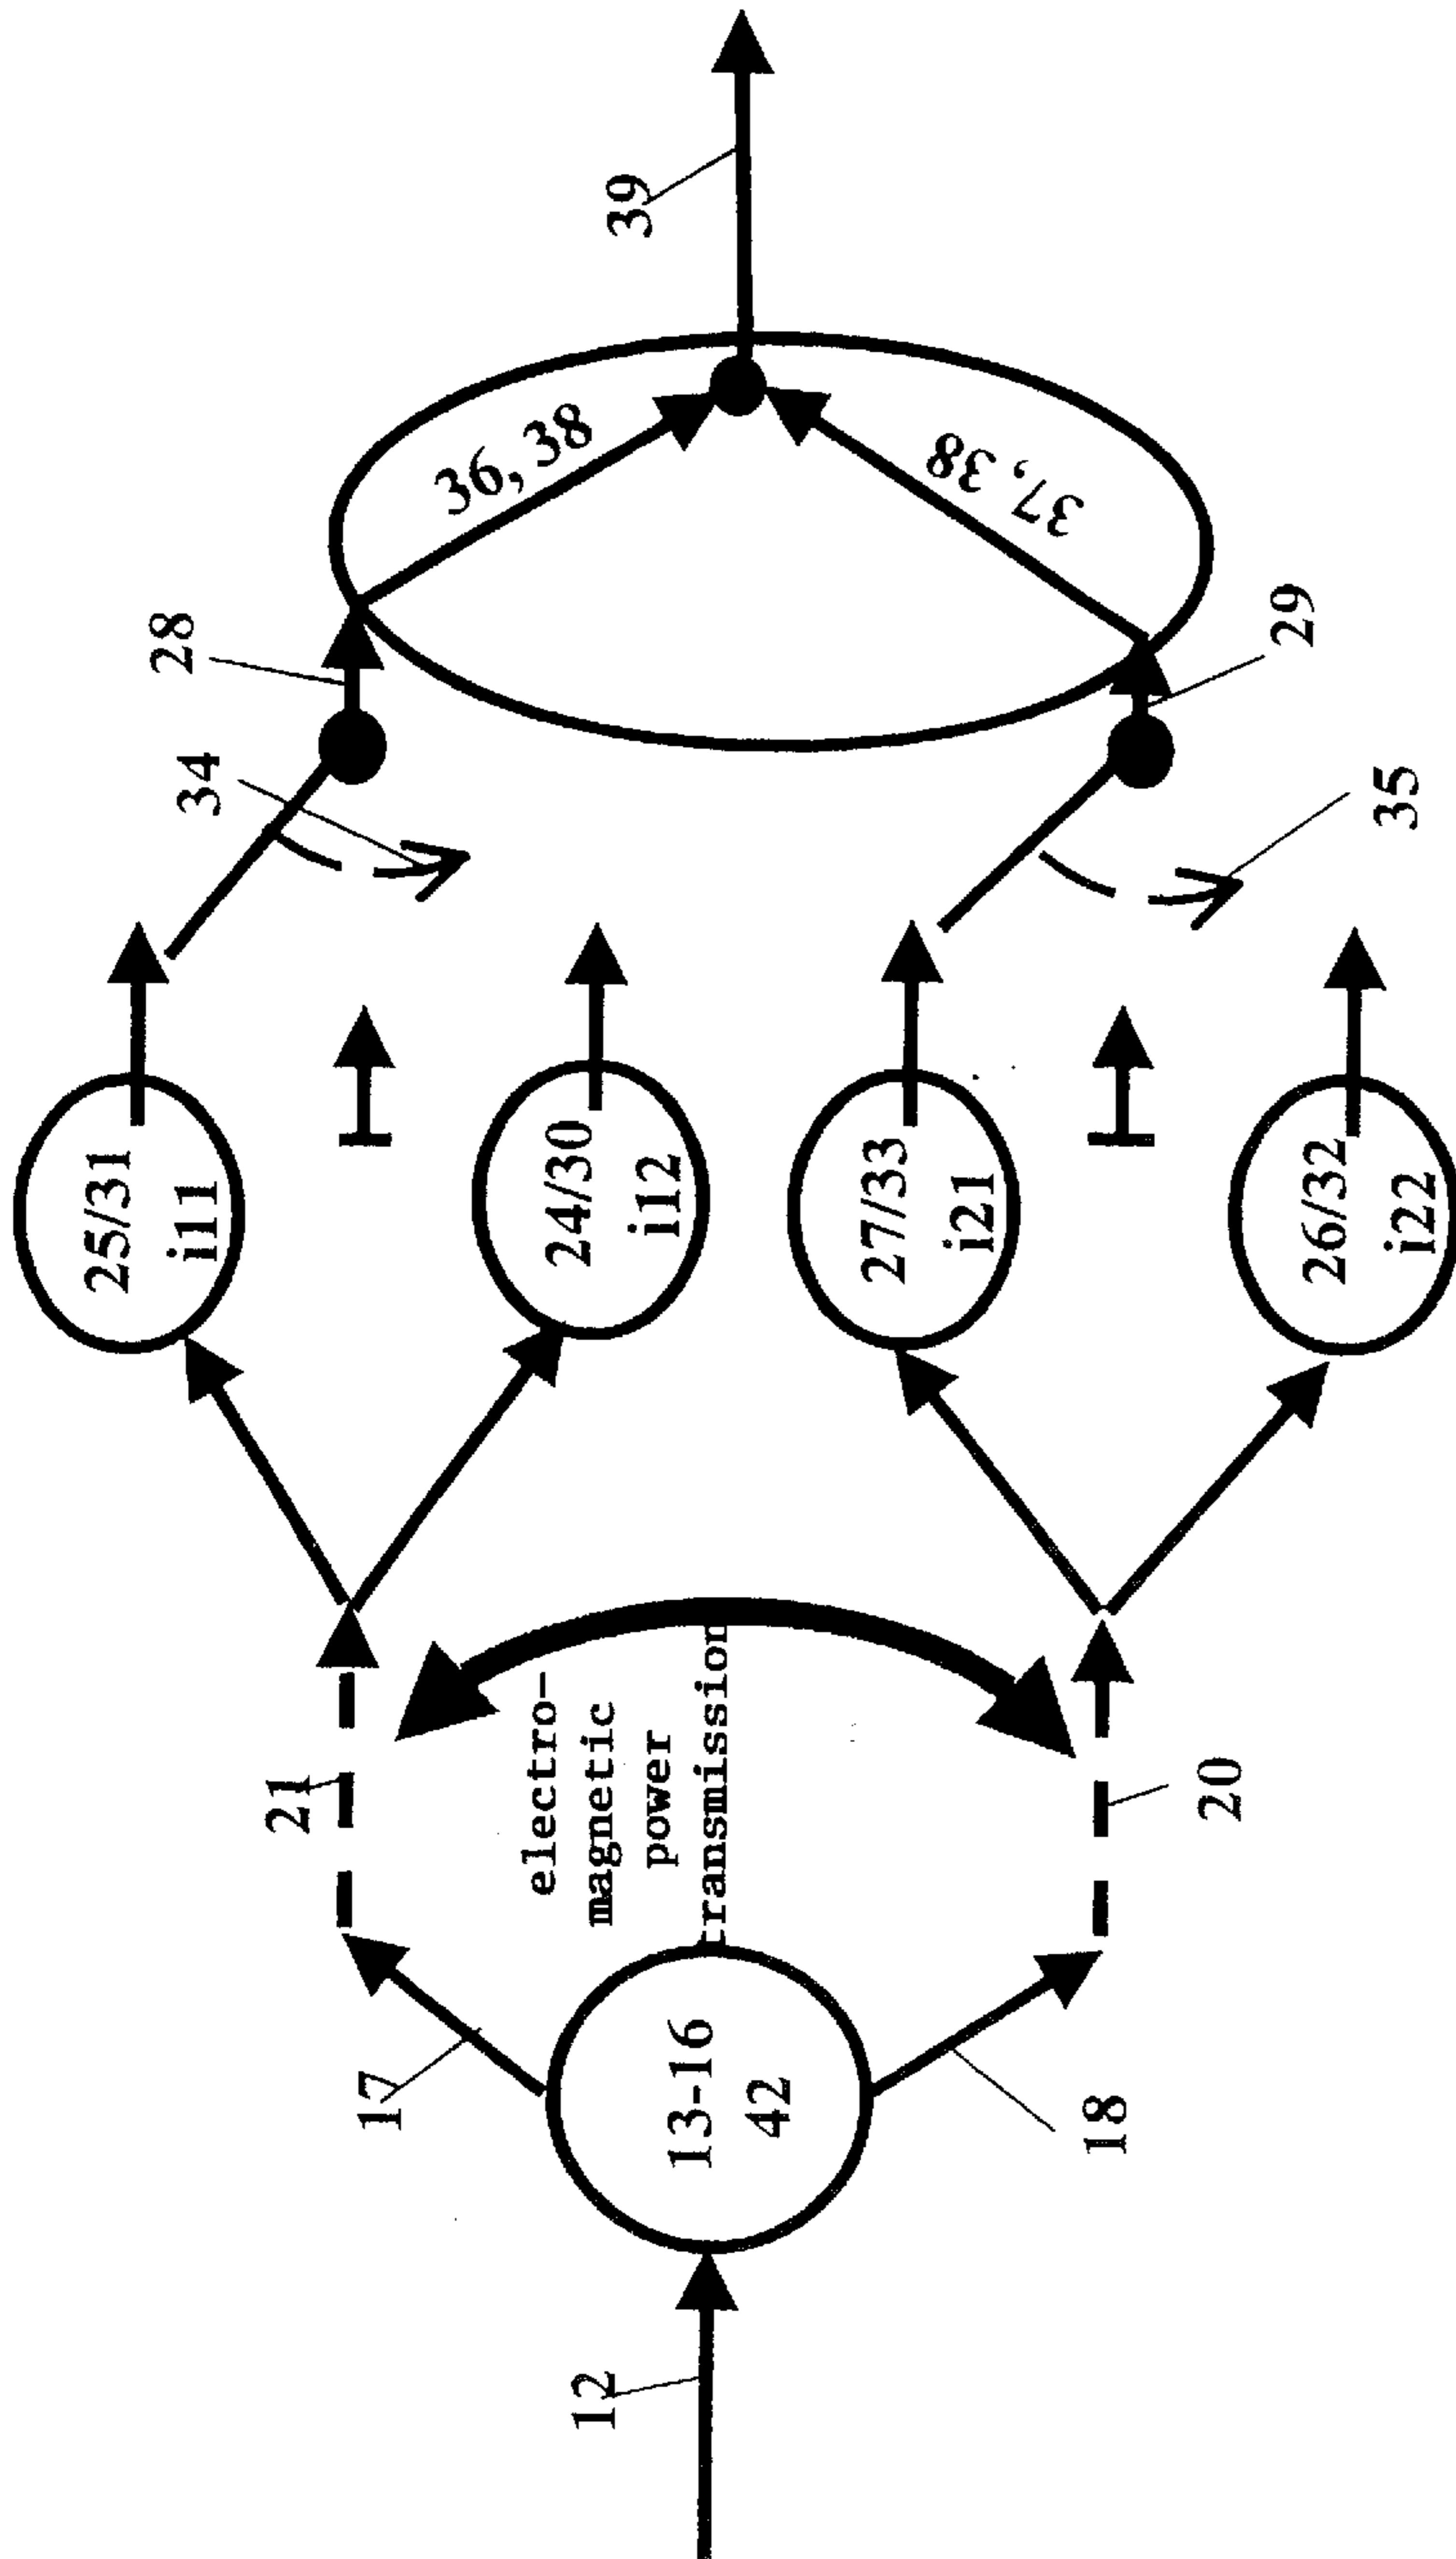 12
13-16
42
17
18
21
20
electro-
magnetic
power
transmission
25/31
i11
24/30
i12
27/33
i21
26/32
i22
34
35
28
29
36, 38
37, 38
39